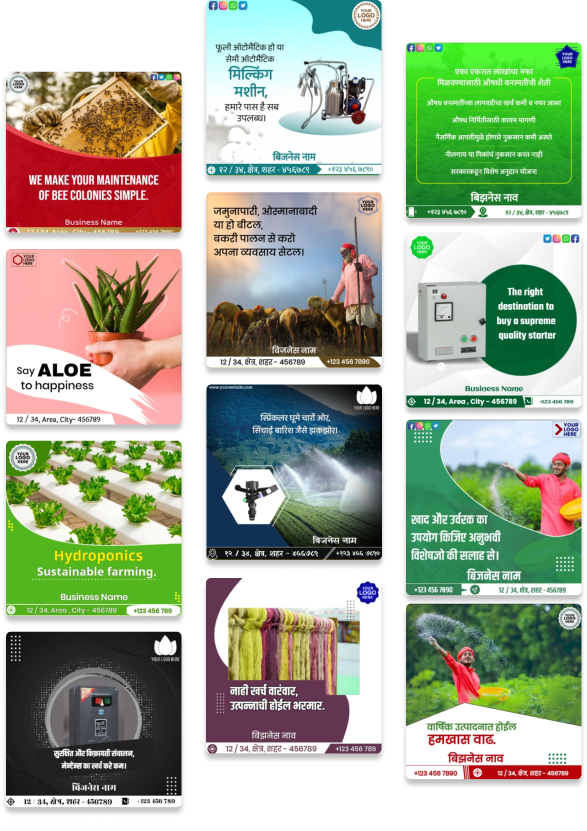 YOUR LOGO HERE
WE MAKE YOUR MAINTENANCE
OF BEE COLONIES SIMPLE.
Business Name
12 / 34, Area, City - 456789
YOUR LOGO HERE
Say ALOE
to happiness
12 / 34, Area, City- 456789
YOUR LOGO HERE
Hydroponics
Sustainable farming.
Business Name
12 / 34, Area , City - 456789
+123 456 789
YOUR LOGO HERE
सुरक्षित और किफ़ायती संचालन,
मेन्टेनन्स का खर्च करे कम।
बिजनेस नाम
१२ / ३४, क्षेत्र, शहर - ४५६७८९
+१२३ ४५६ ७८९
YOUR
LOGO
HERE
फूली ऑटोमैटिक हो या
सेमी ऑटोमैटिक
मिल्किंग
मशीन,
हमारे पास है सब
उपलब्ध।
बिजनेस नाम
१२ / ३४, क्षेत्र, शहर - ४५६७८९
+१२३ ४५६ ७८९०
YOUR LOGO HERE
जमुनापारी, ओस्मानाबादी
या हो बीटल,
बकरी पालन से करो
अपना व्यवसाय सेटल।
बिजनेस नाम
12 / 34, क्षेत्र, शहर - 456789
+123 456 7890
www.yourwebsite.com
YOUR LOGO HERE
स्प्रिंकलर घूमे चारों ओर,
सिंचाई बारिश जैसे झकझोर।
बिजनेस नाम
१२ / ३४, क्षेत्र, शहर - ४५६७८९
+१२३ ४५६ ७८९०
YOUR LOGO HERE
नाही खर्च वारंवार,
उत्पन्नाची होईल भरमार.
बिजनेस नाव
12 / 34, क्षेत्र, शहर - 456789
+123 456 789
YOUR LOGO HERE
एका एकरात लाखोंचा नफा
मिळवण्यासाठी औषधी वनस्पतींची शेती
औषधी वनस्पतींच्या लागवडीचा खर्च कमी व नफा जास्त
औषध निर्मितीसाठी कायम मागणी
नैसर्गिक आपत्तीमुळे होणारे नुकसान कमी असते
नीलगाय या पिकांचं नुकसान करत नाही
सरकारकडून विशेष अनुदान योजना
बिझनेस नाव
+१२३ ४५६ ७८९०
१२ / ३४, क्षेत्र, शहर - ४५६७८९
YOUR LOGO HERE
The right
destination to
buy a supreme
quality starter
Business Name
12 / 34, Area , City - 456789
+123 456 789
YOUR
LOGO
HERE
खाद और उर्वरक का
उपयोग किजिए अनुभवी
विशेषज्ञो की सलाह से।
बिजनेस नाम
+123 456 7890
12 / 34, क्षेत्र, शहर - 456789
YOUR LOGO HERE
वार्षिक उत्पादनात होईल
हमखास वाढ.
बिझनेस नाव
+123 456 7890
12 / 34, क्षेत्र, शहर - 456789